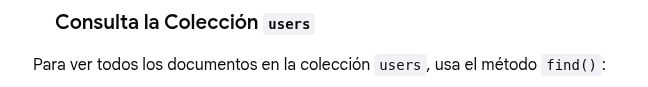 Consulta la Colección users
Para ver todos los documentos en la colección users, usa el método find():